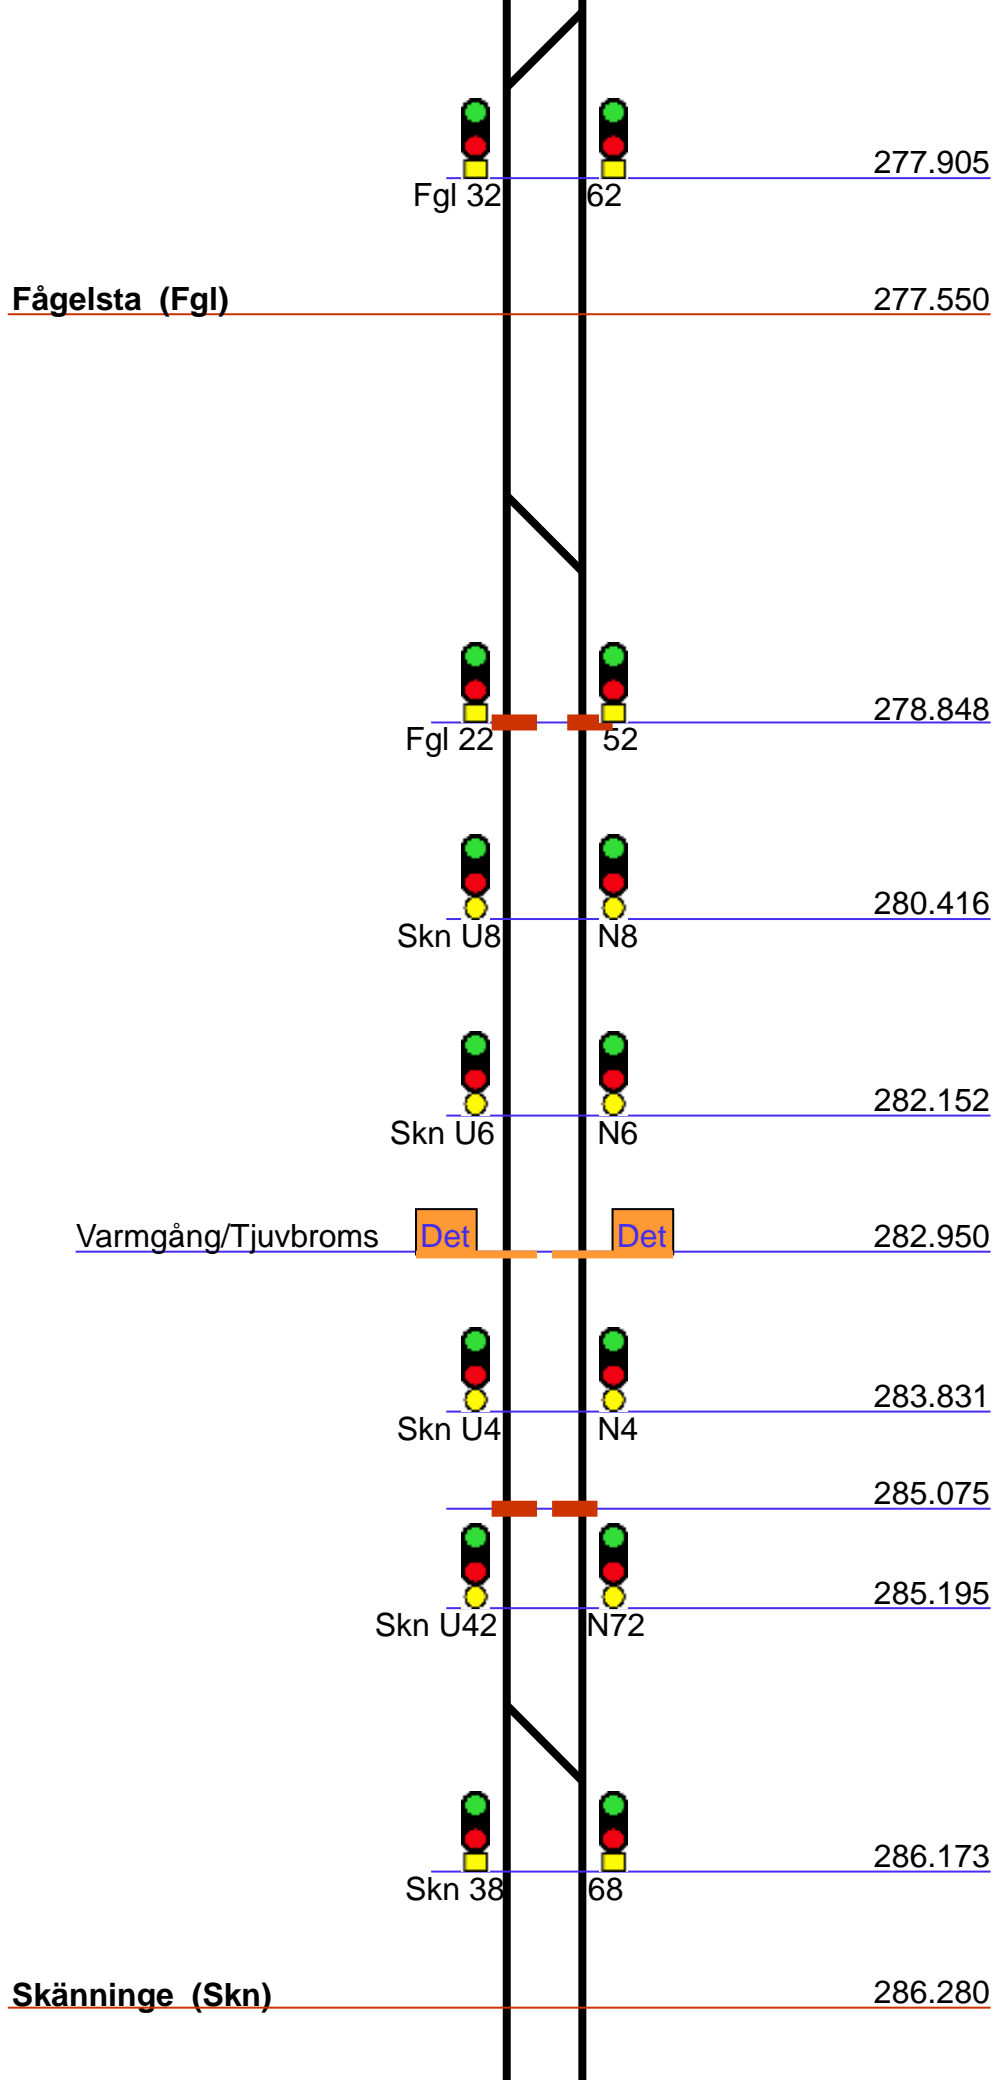 277.905
Fgl 32 62
Fågelsta (Fgl) 277.550
278.848
Fgl 22 52
280.416
Skn U8 N8
282.152
Skn U6 N6
Varmgång/Tjuvbroms Det Det 282.950
283.831
Skn U4 N4
285.075
285.195
Skn U42 N72
286.173
Skn 38 68
Skänninge (Skn) 286.280